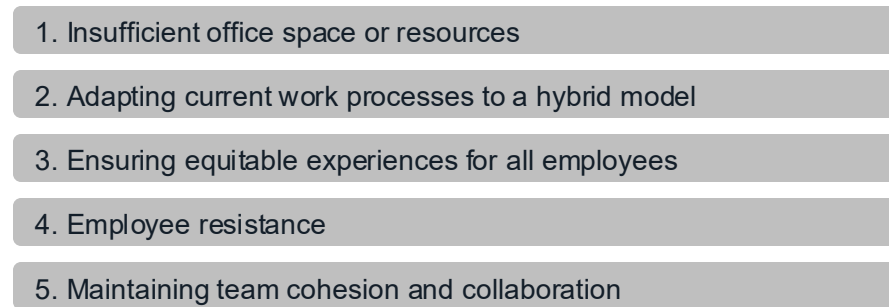 1. Insufficient office space or resources
2. Adapting current work processes to a hybrid model
3. Ensuring equitable experiences for all employees
4. Employee resistance
5. Maintaining team cohesion and collaboration